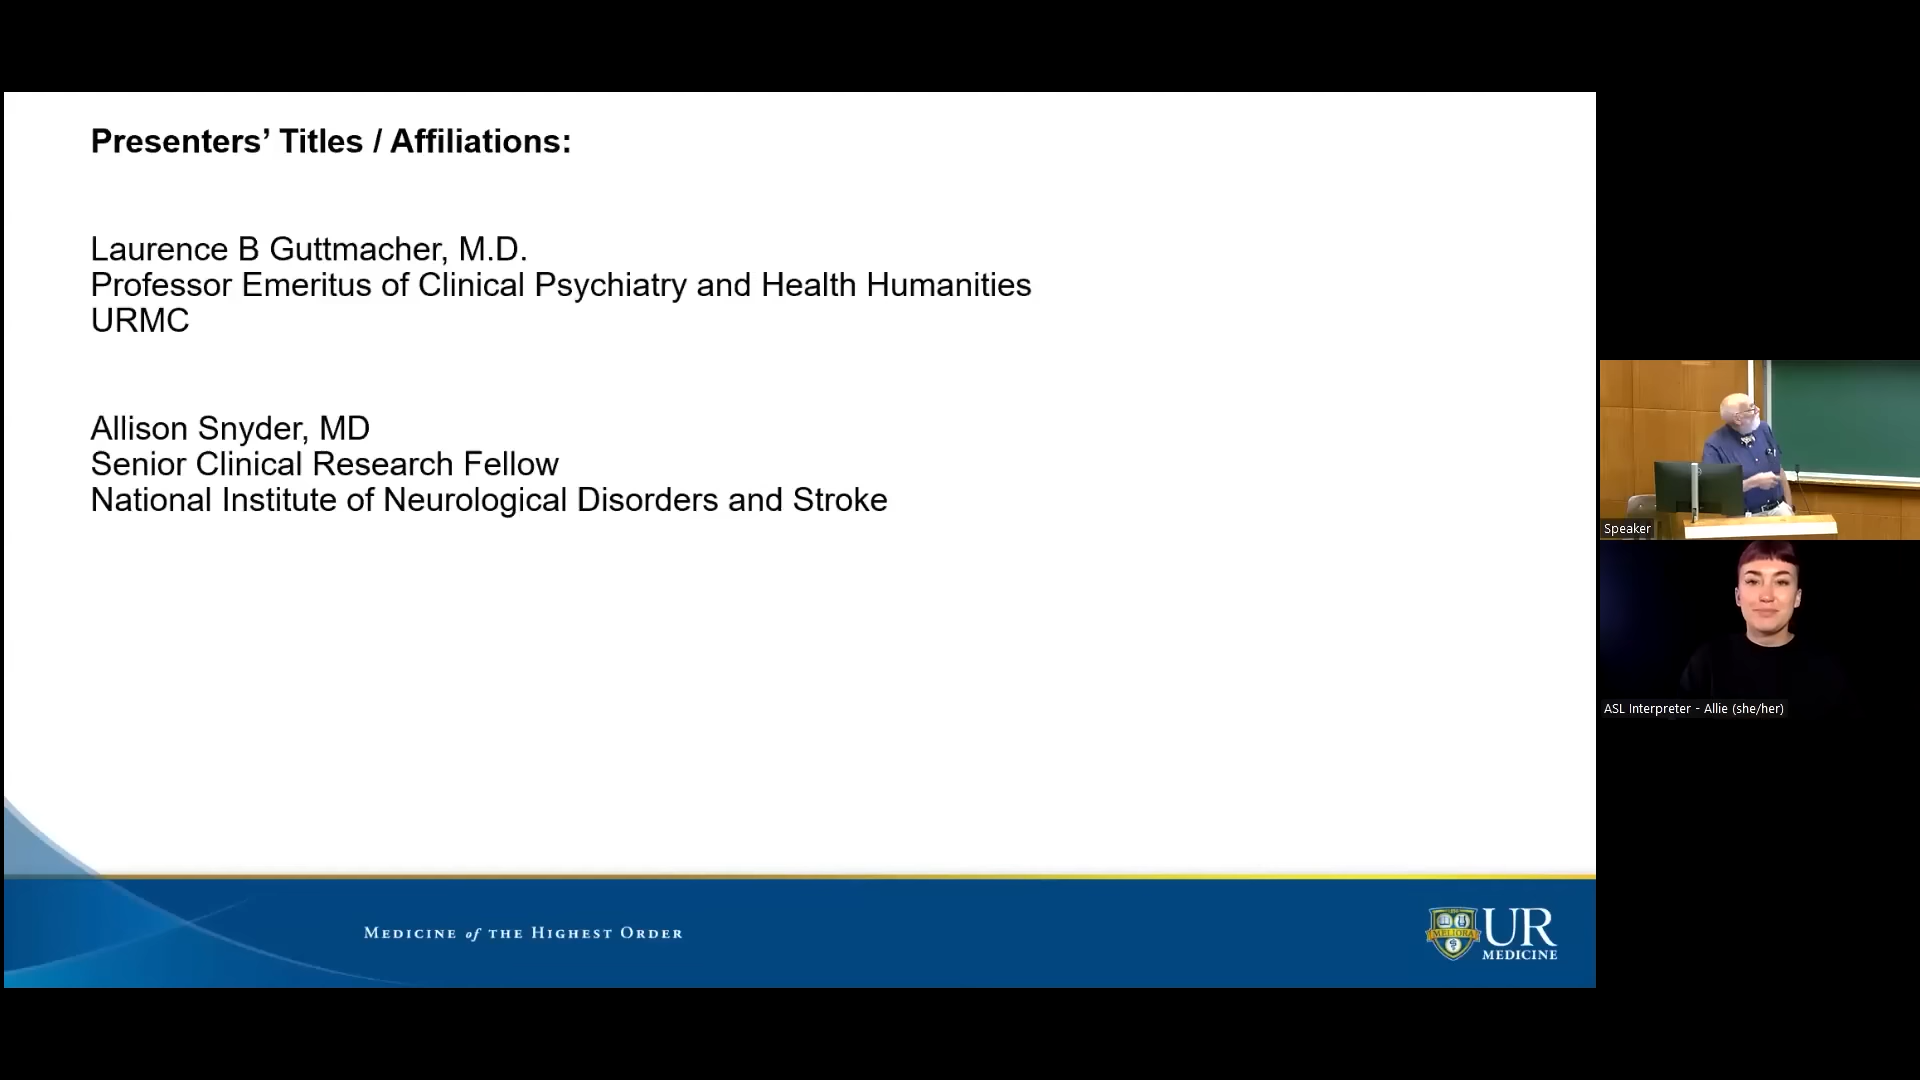 Presenters’ Titles / Affiliations:
Laurence B Guttmacher, M.D.
Professor Emeritus of Clinical Psychiatry and Health Humanities
URMC
Allison Snyder, MD
Senior Clinical Research Fellow
National Institute of Neurological Disorders and Stroke
MEDICINE of THE HIGHEST ORDER
MELIORA
UR
MEDICINE
Speaker
ASL Interpreter - Allie (she/her)